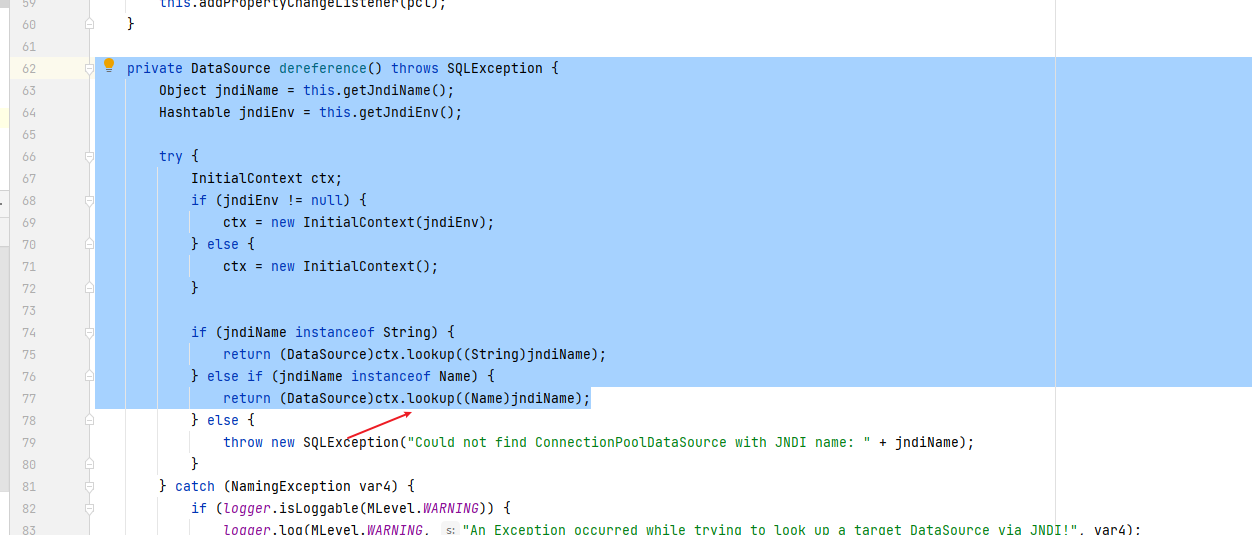 59 this.addPropertyChangeListener(pcl);
60 }
61
62 private DataSource dereference() throws SQLException {
63 Object jndiName = this.getJndiName();
64 Hashtable jndiEnv = this.getJndiEnv();
65
66 try {
67 InitialContext ctx;
68 if (jndiEnv != null) {
69 ctx = new InitialContext(jndiEnv);
70 } else {
71 ctx = new InitialContext();
72 }
73
74 if (jndiName instanceof String) {
75 return (DataSource)ctx.lookup((String)jndiName);
76 } else if (jndiName instanceof Name) {
77 return (DataSource)ctx.lookup((Name)jndiName);
78 } else {
79 throw new SQLException("Could not find ConnectionPoolDataSource with JNDI name: " + jndiName);
80 }
81 } catch (NamingException var4) {
82 if (logger.isLoggable(MLevel.WARNING)) {
83 logger.log(MLevel.WARNING, s: "An Exception occurred while trying to look up a target DataSource via JNDI!", var4);